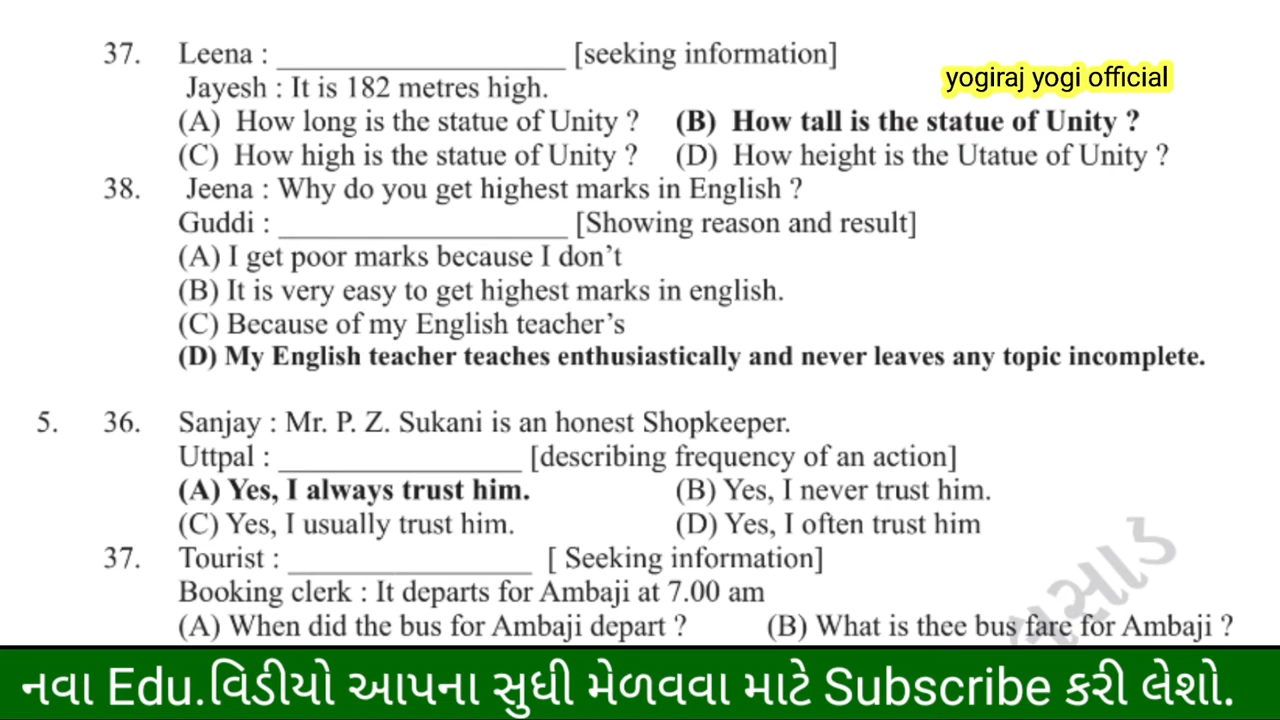 37. Leena : ____________________ [seeking information]
yogiraj yogi official
Jayesh : It is 182 metres high.
(A) How long is the statue of Unity ? (B) How tall is the statue of Unity ?
(C) How high is the statue of Unity ? (D) How height is the Utatue of Unity ?
38. Jeena : Why do you get highest marks in English ?
Guddi : ____________________ [Showing reason and result]
(A) I get poor marks because I don't
(B) It is very easy to get highest marks in english.
(C) Because of my English teacher's
(D) My English teacher teaches enthusiastically and never leaves any topic incomplete.
5. 36. Sanjay : Mr. P. Z. Sukani is an honest Shopkeeper.
Uttpal : _________________ [describing frequency of an action]
(A) Yes, I always trust him. (B) Yes, I never trust him.
(C) Yes, I usually trust him. (D) Yes, I often trust him
37. Tourist : _________________ [ Seeking information]
Booking clerk : It departs for Ambaji at 7.00 am
(A) When did the bus for Ambaji depart ? (B) What is thee bus fare for Ambaji ?
નવા Edu.વિડીયો આપના સુધી મેળવવા માટે Subscribe કરી લેશો.